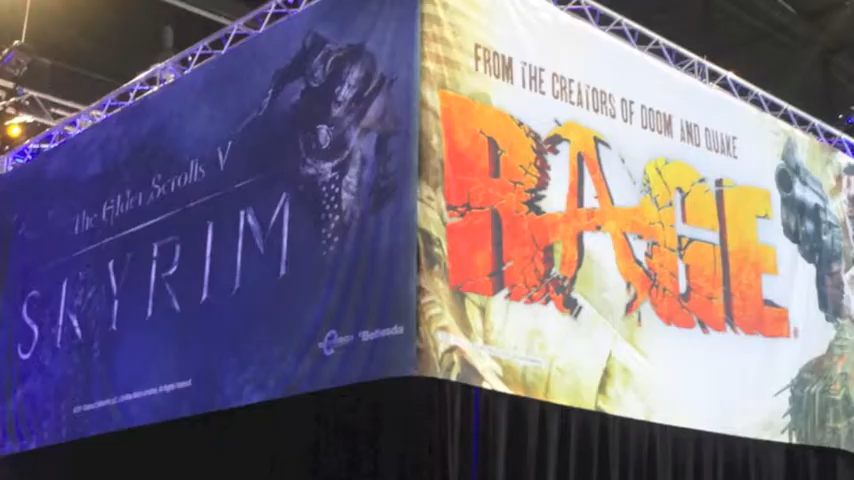 The Elder Scrolls V
SKYRIM
Bethesda
FROM THE CREATORS OF DOOM AND QUAKE
RAGE